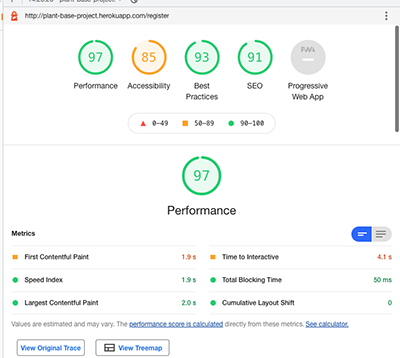 http://plant-base-project.herokuapp.com/register
97 85 93 91
Performance Accessibility Best Practices SEO Progressive Web App
0–49 50–89 90–100
97
Performance
Metrics
First Contentful Paint 1.9 s
Time to Interactive 4.1 s
Speed Index 1.9 s
Total Blocking Time 50 ms
Largest Contentful Paint 2.0 s
Cumulative Layout Shift 0
Values are estimated and may vary. The performance score is calculated directly from these metrics. See calculator.
View Original Trace View Treemap